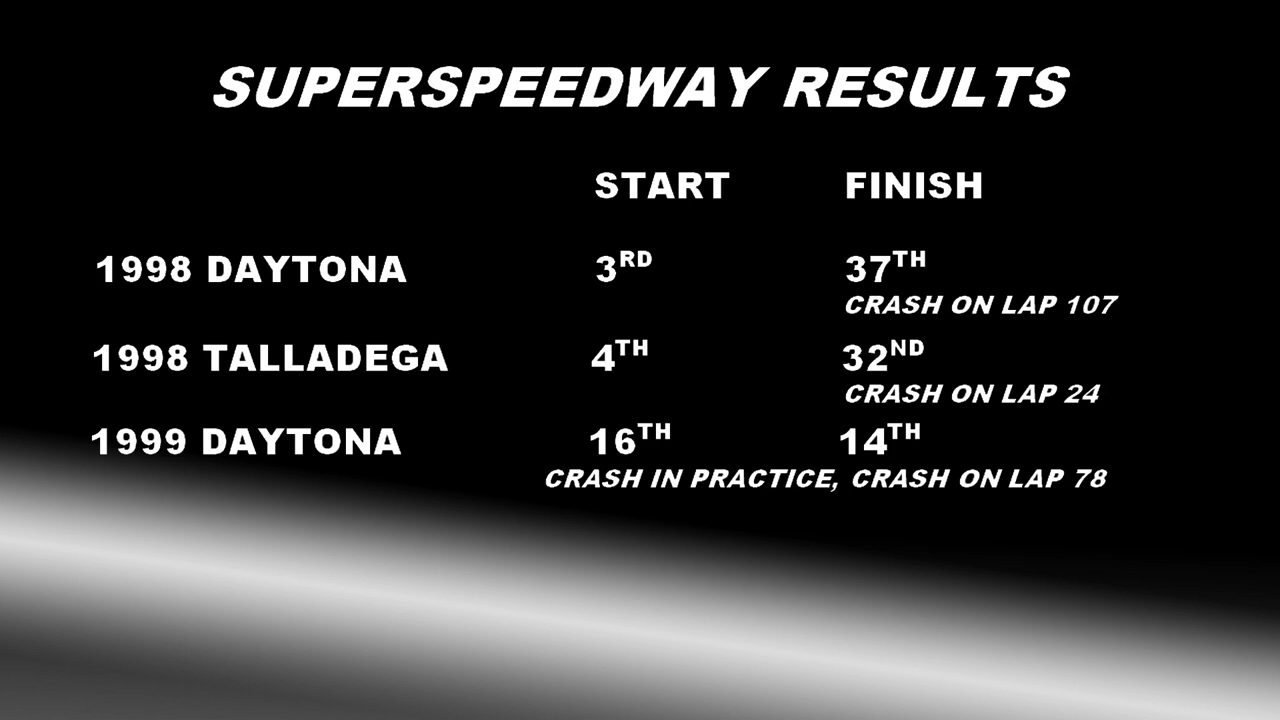 SUPERSPEEDWAY RESULTS
START FINISH
1998 DAYTONA 3RD 37TH
CRASH ON LAP 107
1998 TALLADEGA 4TH 32ND
CRASH ON LAP 24
1999 DAYTONA 16TH 14TH
CRASH IN PRACTICE, CRASH ON LAP 78